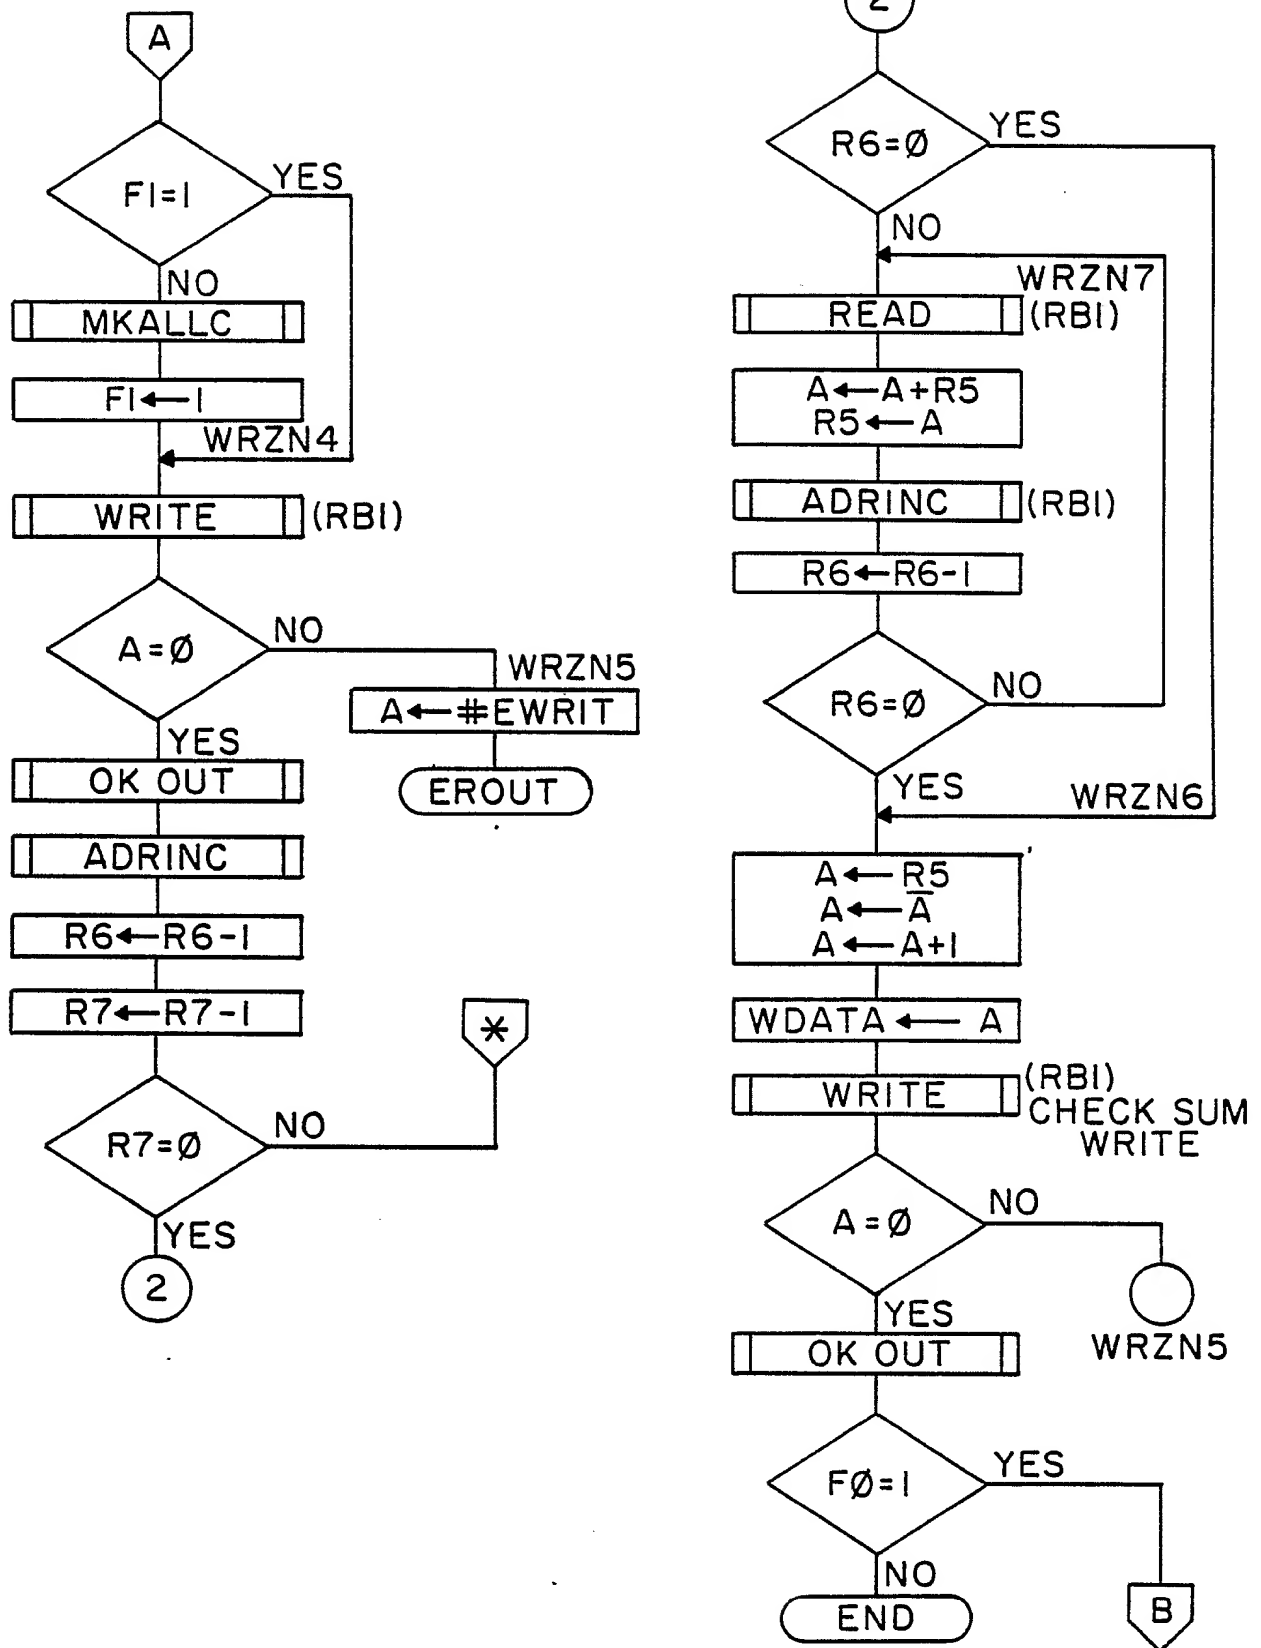 A
F1=1
YES
NO
MKALLC
F1←1
WRZN4
WRITE
(RB1)
A=Ø
NO
WRZN5
A←#EWRIT
EROUT
YES
OK OUT
ADRINC
R6←R6-1
R7←R7-1
*
R7=Ø
NO
YES
2
2
R6=Ø
YES
NO
WRZN7
READ
(RB1)
A←A+R5
R5←A
ADRINC
(RB1)
R6←R6-1
R6=Ø
NO
YES
WRZN6
A←R5
A←A̅
A←A+1
WDATA←A
WRITE
(RB1)
CHECK SUM
WRITE
A=Ø
NO
WRZN5
YES
OK OUT
FØ=1
YES
NO
END
B